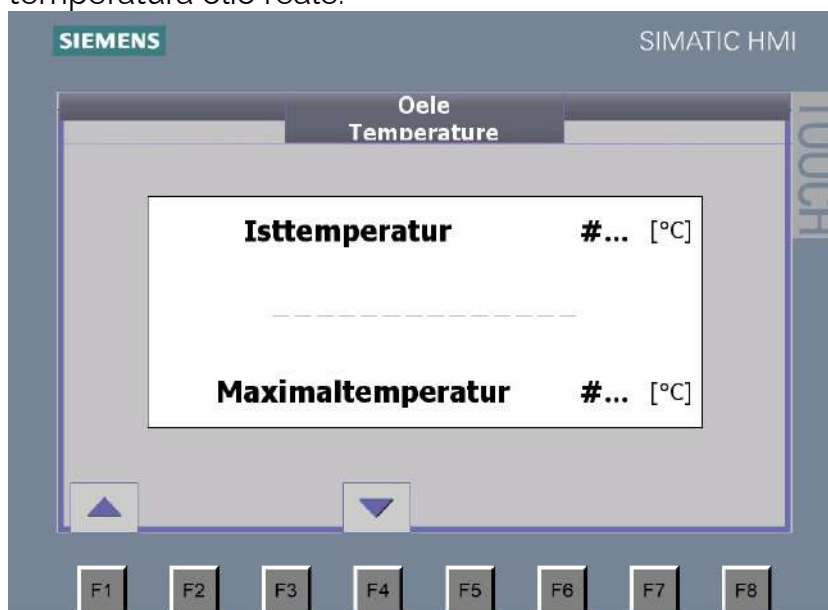 temperatura olio reale.
SIEMENS
SIMATIC HMI
TOUCH
Oele
Temperature
Isttemperatur #... [°C]
Maximaltemperatur #... [°C]
F1 F2 F3 F4 F5 F6 F7 F8